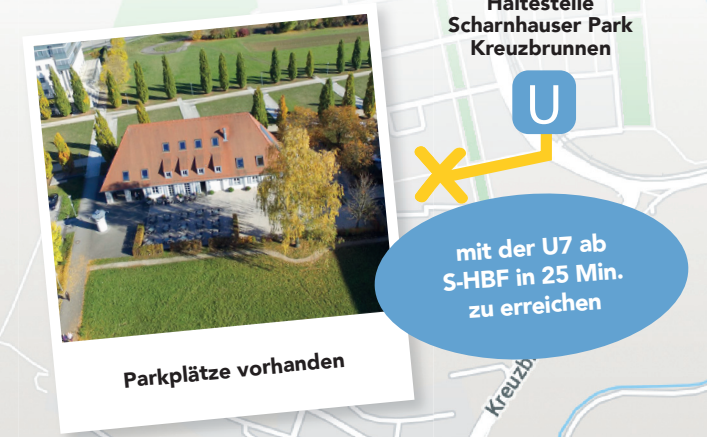 Haltestelle
Scharnhauser Park
Kreuzbrunnen
U
mit der U7 ab
S-HBF in 25 Min.
zu erreichen
Parkplätze vorhanden